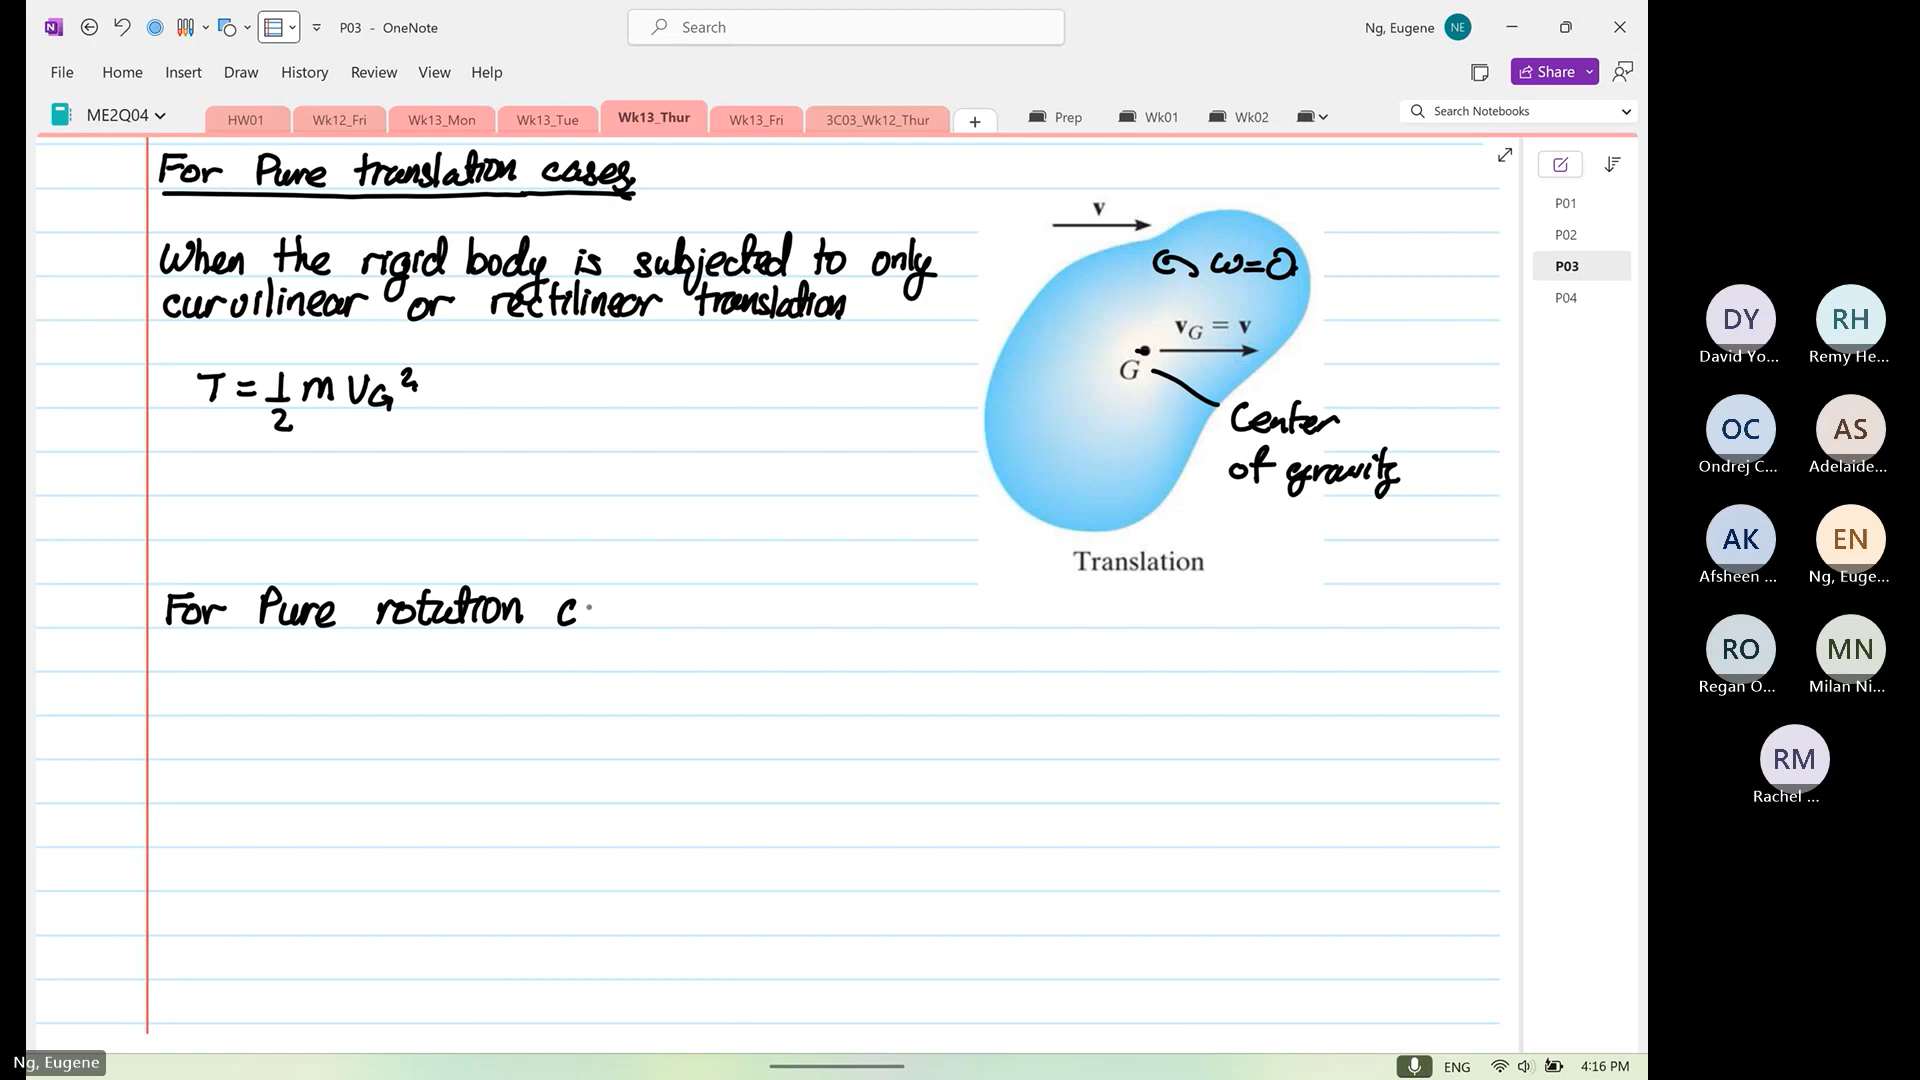 P03 - OneNote
Search
Ng, Eugene
NE
File
Home
Insert
Draw
History
Review
View
Help
Share
ME2Q04
HW01
Wk12_Fri
Wk13_Mon
Wk13_Tue
Wk13_Thur
Wk13_Fri
3C03_Wk12_Thur
+
Prep
Wk01
Wk02
Search Notebooks
For Pure translation cases
When the rigid body is subjected to only
curvilinear or rectilinear translation
T = 1/2 m VG²
v
ω=0
vG = v
G
Center
of gravity
Translation
For Pure rotation c
P01
P02
P03
P04
DY
David Yo...
RH
Remy He...
OC
Ondrej C...
AS
Adelaide...
AK
Afsheen ...
EN
Ng, Euge...
RO
Regan O...
MN
Milan Ni...
RM
Rachel ...
Ng, Eugene
ENG
4:16 PM